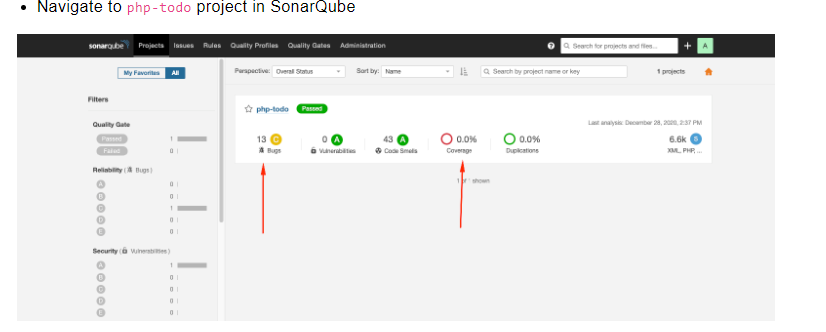 Navigate to php-todo project in SonarQube
sonarqube Projects Issues Rules Quality Profiles Quality Gates Administration ? Search for projects and files... + A
My Favorites All Perspective: Overall Status Sort by: Name Search by project name or key 1 projects
Filters
php-todo Passed
Last analysis: December 28, 2020, 2:37 PM
Quality Gate
Passed 1
Failed 0
13 C 0 A 43 A 0.0% 0.0% 6.6k S
Bugs Vulnerabilities Code Smells Coverage Duplications XML, PHP, ...
Reliability ( Bugs )
1 of 1 shown
A 0
B 0
C 1
D 0
E 0
Security ( Vulnerabilities )
A 1
B 0
C 0
D 0
E 0